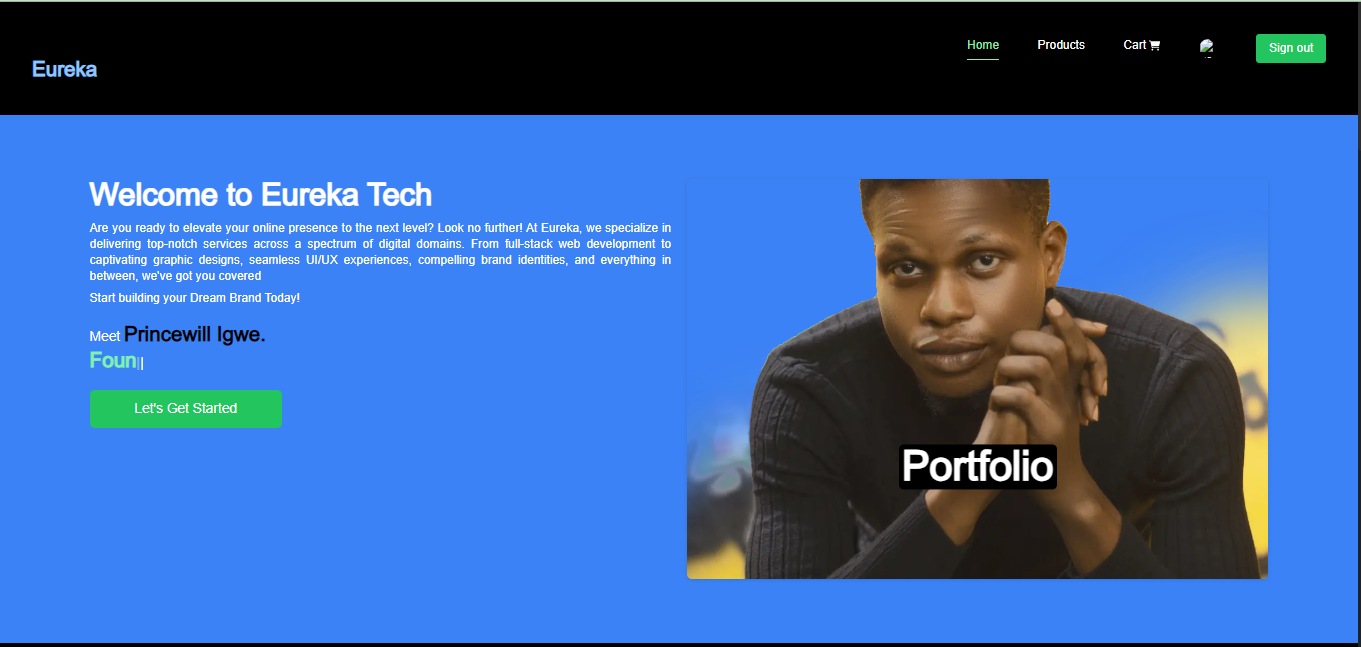 Home Products Cart Sign out
Eureka
Welcome to Eureka Tech
Are you ready to elevate your online presence to the next level? Look no further! At Eureka, we specialize in
delivering top-notch services across a spectrum of digital domains. From full-stack web development to
captivating graphic designs, seamless UI/UX experiences, compelling brand identities, and everything in
between, we've got you covered
Start building your Dream Brand Today!
Meet Princewill Igwe.
Foun||
Let's Get Started
Portfolio